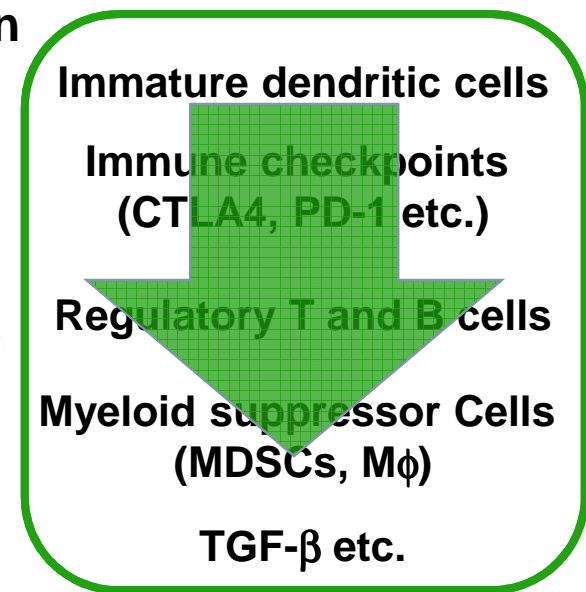 n
Immature dendritic cells
Immune checkpoints
(CTLA4, PD-1 etc.)
Regulatory T and B cells
Myeloid suppressor Cells
(MDSCs, Mϕ)
TGF-β etc.